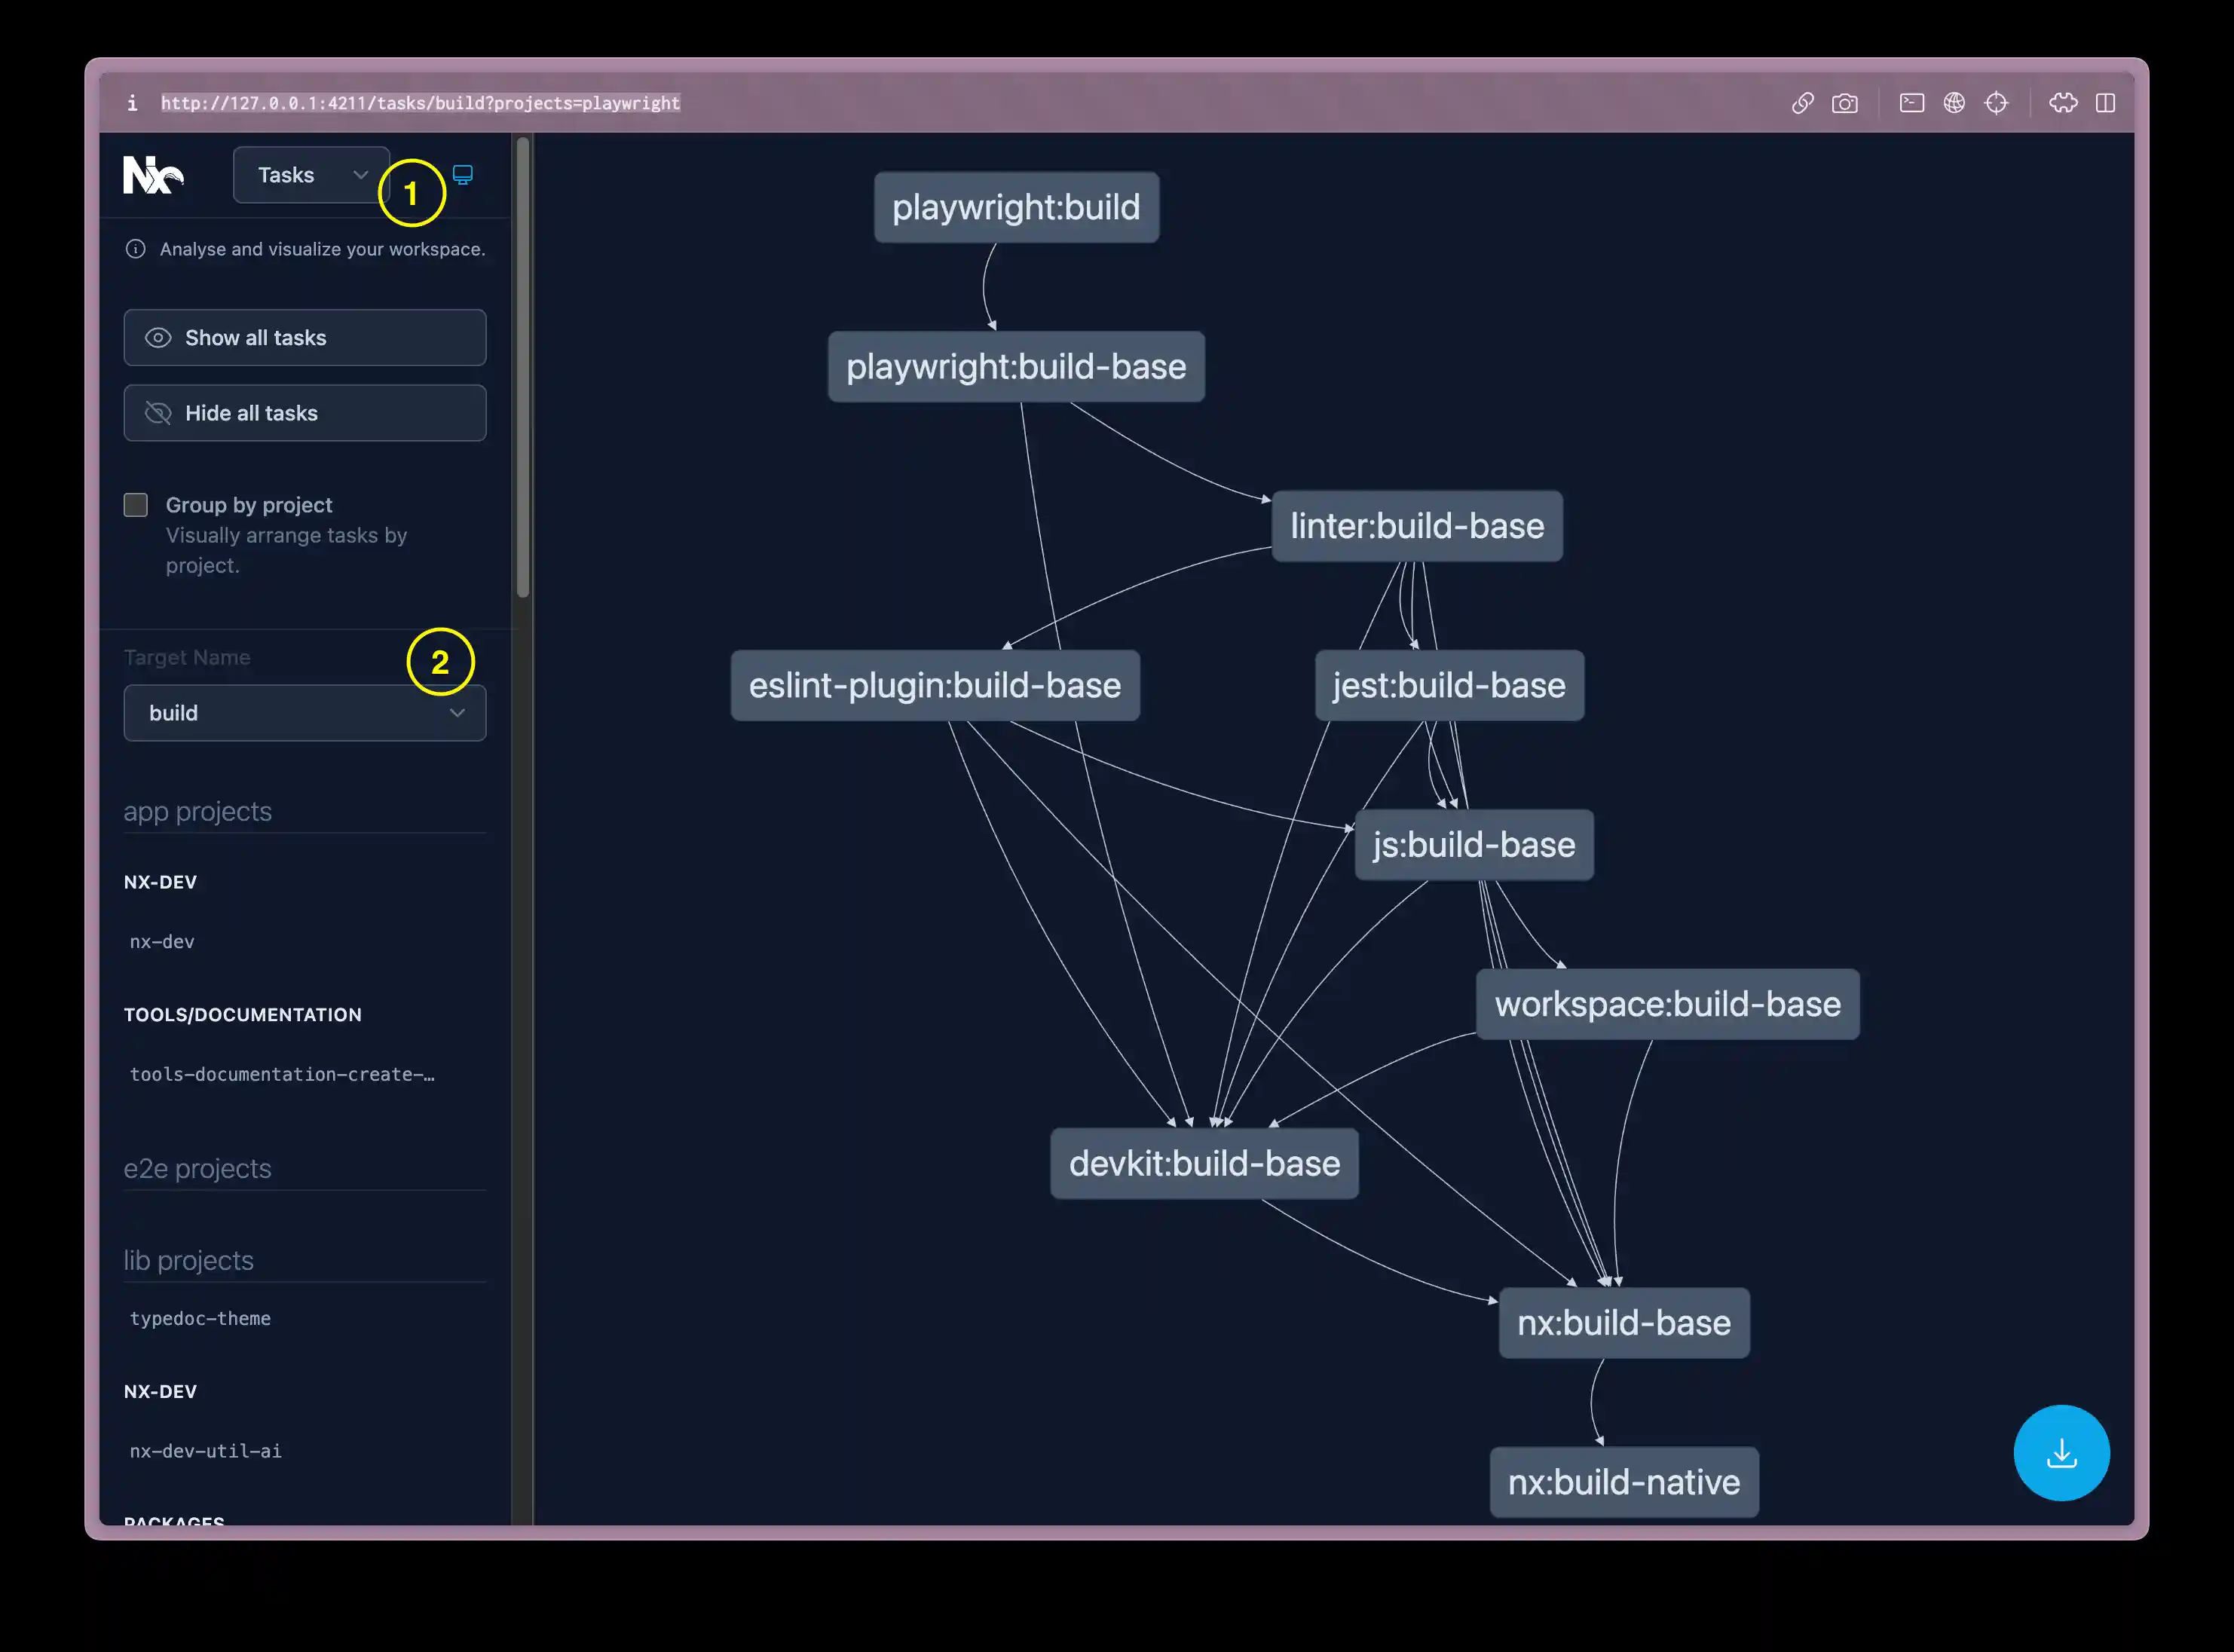 i http://127.0.0.1:4211/tasks/build?projects=playwright
Nx
Tasks
1
Analyse and visualize your workspace.
Show all tasks
Hide all tasks
Group by project
Visually arrange tasks by
project.
Target Name
2
build
app projects
NX-DEV
nx-dev
TOOLS/DOCUMENTATION
tools-documentation-create-…
e2e projects
lib projects
typedoc-theme
NX-DEV
nx-dev-util-ai
PACKAGES
playwright:build
playwright:build-base
linter:build-base
eslint-plugin:build-base
jest:build-base
js:build-base
workspace:build-base
devkit:build-base
nx:build-base
nx:build-native